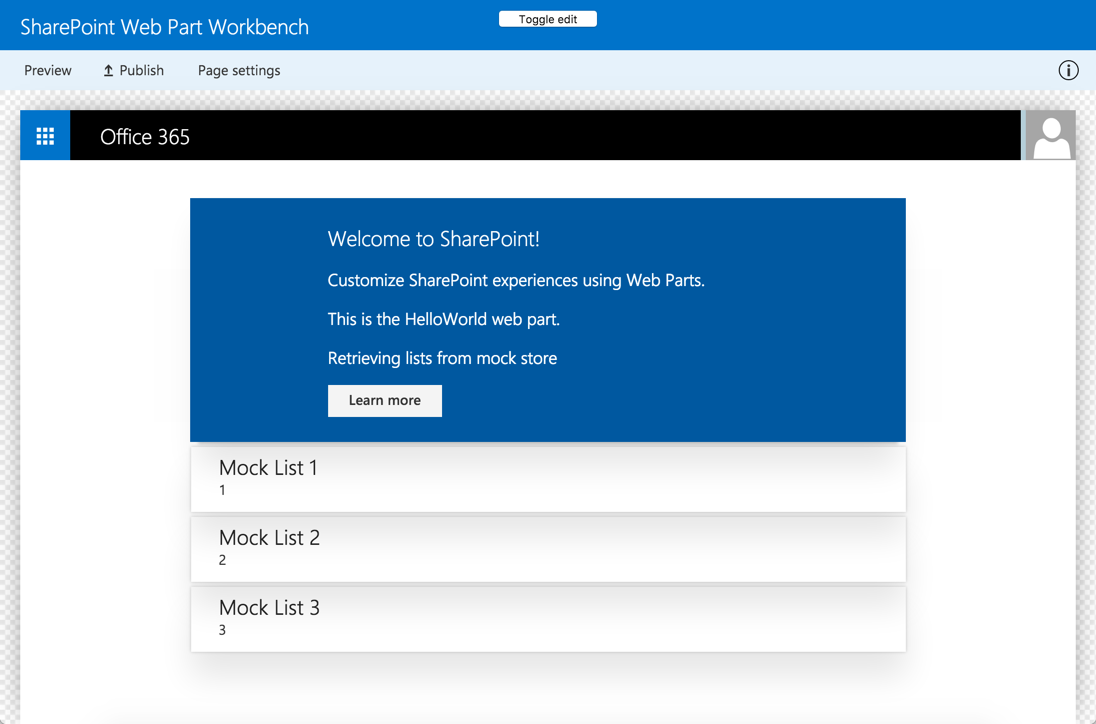 SharePoint Web Part Workbench
Toggle edit
Preview Publish Page settings
Office 365
Welcome to SharePoint!
Customize SharePoint experiences using Web Parts.
This is the HelloWorld web part.
Retrieving lists from mock store
Learn more
Mock List 1
1
Mock List 2
2
Mock List 3
3